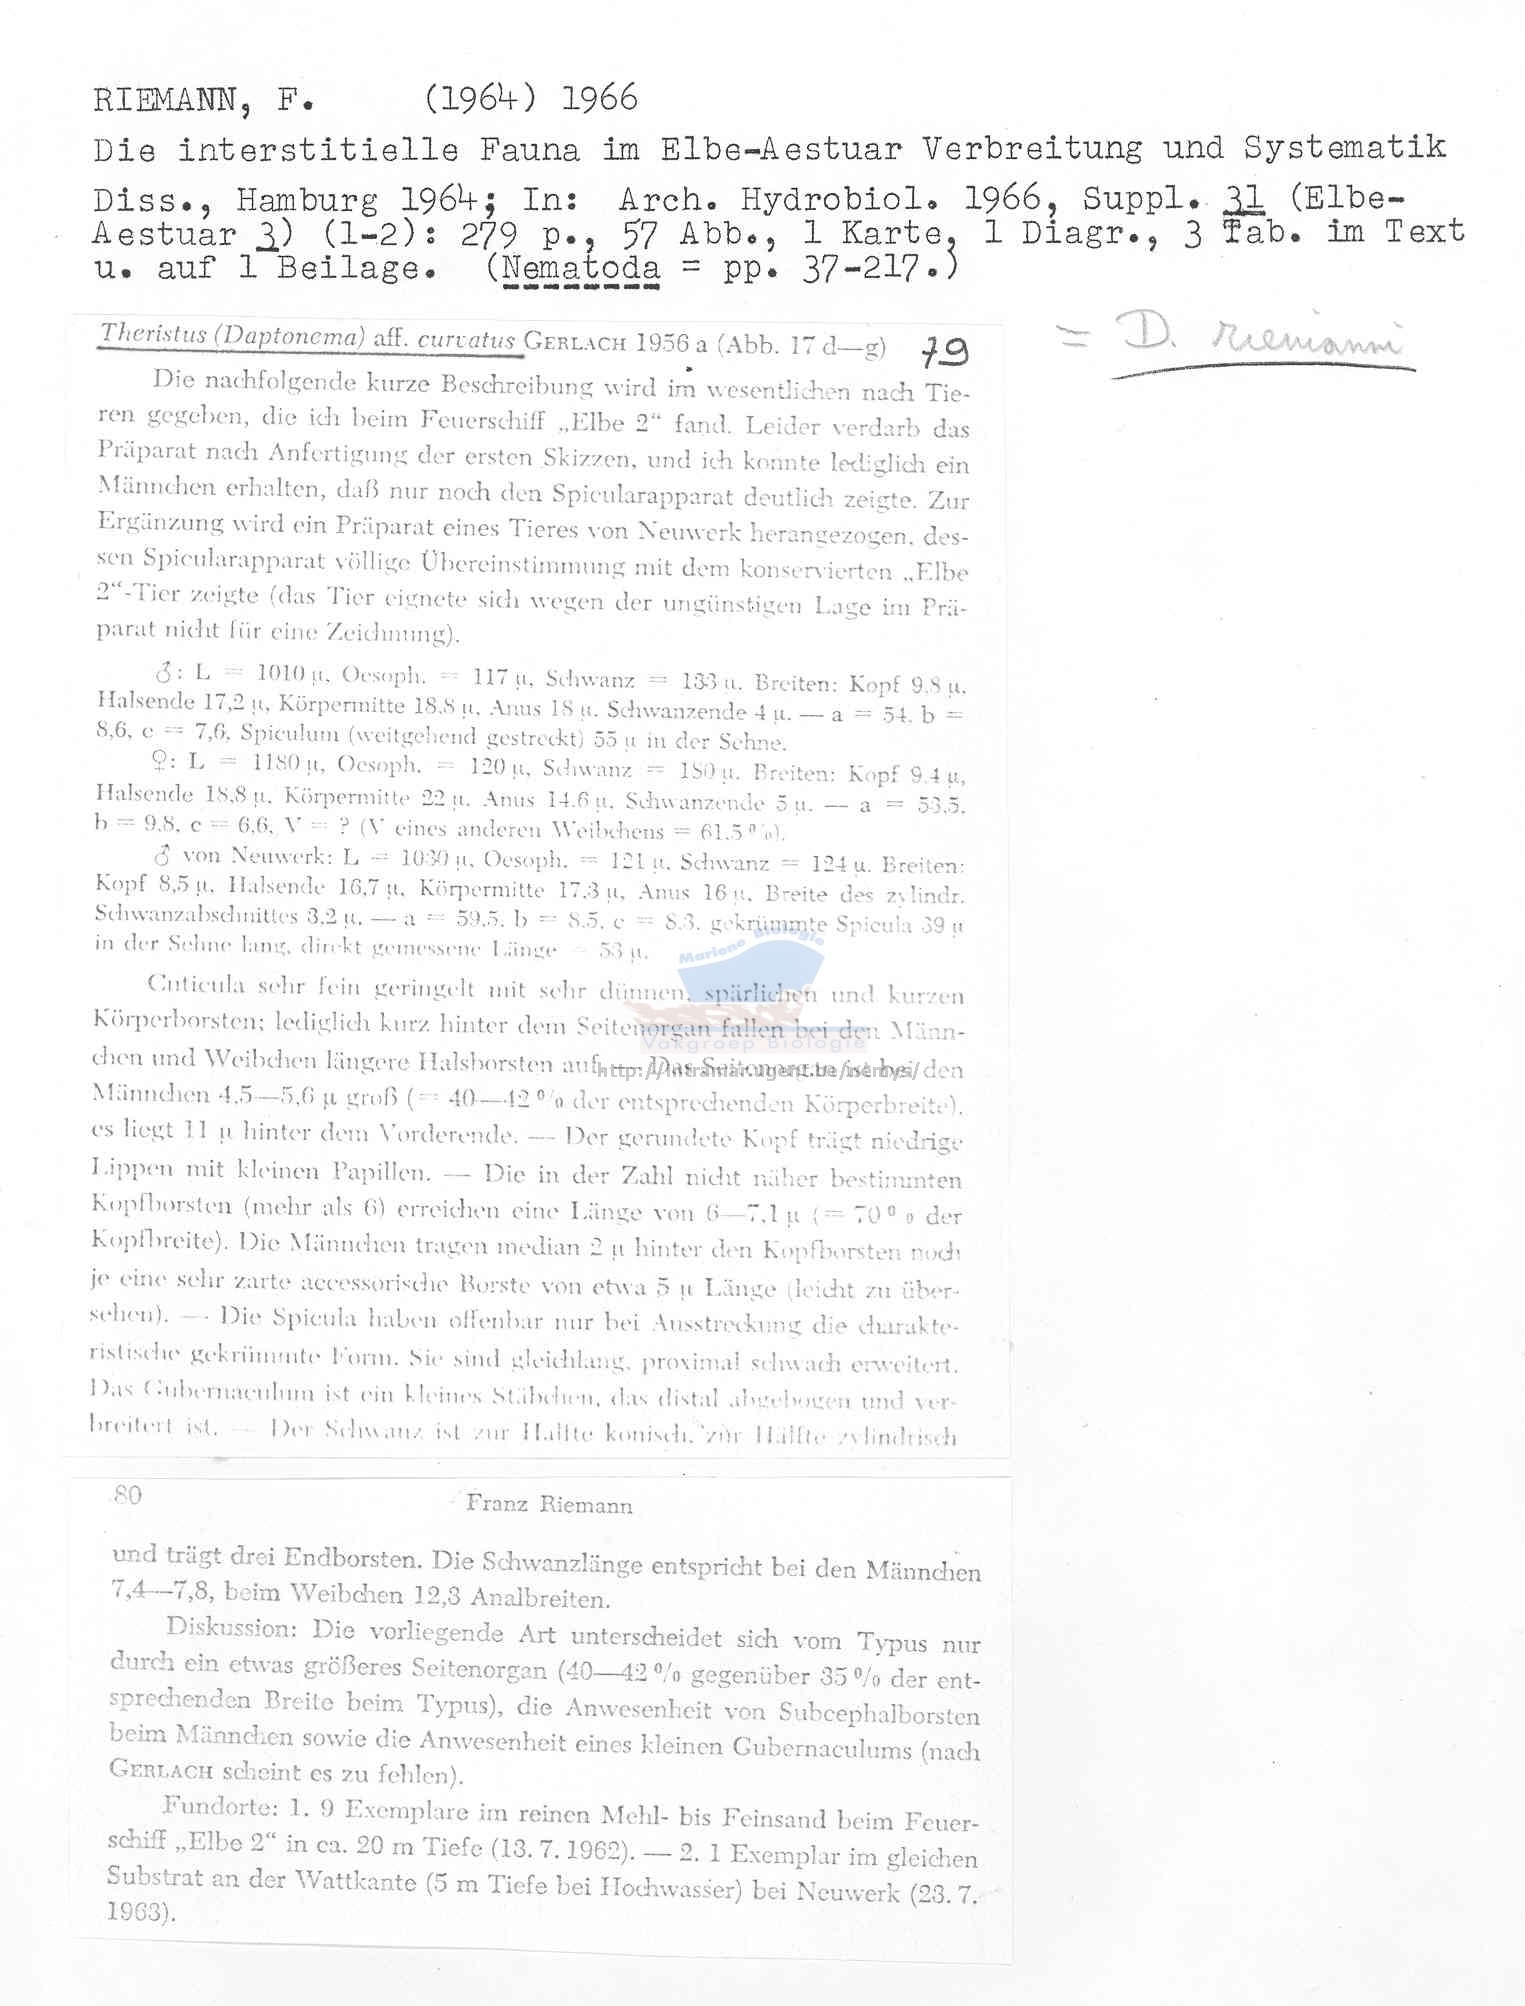 RIEMANN, F. (1964) 1966
Die interstitielle Fauna im Elbe-Aestuar Verbreitung und Systematik
Diss., Hamburg 1964; In: Arch. Hydrobiol. 1966, Suppl. 31 (Elbe-
Aestuar 3) (1-2): 279 p., 57 Abb., 1 Karte, 1 Diagr., 3 Tab. im Text
u. auf 1 Beilage. (Nematoda = pp. 37-217.)
Theristus (Daptonema) aff. curvatus GERLACH 1956 a (Abb. 17 d—g) 79
= D. riemanni
Die nachfolgende kurze Beschreibung wird im wesentlichen nach Tie-
ren gegeben, die ich beim Feuerschiff „Elbe 2“ fand. Leider verdarb das
Präparat nach Anfertigung der ersten Skizzen, und ich konnte lediglich ein
Männchen erhalten, daß nur noch den Spicularapparat deutlich zeigte. Zur
Ergänzung wird ein Präparat eines Tieres von Neuwerk herangezogen, des-
sen Spicularapparat völlige Übereinstimmung mit dem konservierten „Elbe
2“-Tier zeigte (das Tier eignete sich wegen der ungünstigen Lage im Prä-
parat nicht für eine Zeichnung).
♂: L = 1010 µ, Oesoph. = 117 µ, Schwanz = 133 µ. Breiten: Kopf 9,8 µ,
Halsende 17,2 µ, Körpermitte 18,8 µ, Anus 18 µ, Schwanzende 4 µ. — a = 54, b =
8,6, c = 7,6, Spiculum (weitgehend gestreckt) 55 µ in der Sehne.
♀: L = 1180 µ, Oesoph. = 120 µ, Schwanz = 180 µ. Breiten: Kopf 9,4 µ,
Halsende 18,8 µ, Körpermitte 22 µ, Anus 14,6 µ, Schwanzende 5 µ. — a = 53,5,
b = 9,8, c = 6,6, V = ? (V eines anderen Weibchens = 61,5 %).
♂ von Neuwerk: L = 1030 µ, Oesoph. = 121 µ, Schwanz = 124 µ. Breiten:
Kopf 8,5 µ, Halsende 16,7 µ, Körpermitte 17,3 µ, Anus 16 µ, Breite des zylindr.
Schwanzabschnittes 3,2 µ. — a = 59,5, b = 8,5, c = 8,3, gekrümmte Spicula 39 µ
in der Sehne lang, direkt gemessene Länge = 53 µ.
Mariene Biologie
Cuticula sehr fein geringelt mit sehr dünnen, spärlichen und kurzen
Körperborsten; lediglich kurz hinter dem Seitenorgan fallen bei den Männ-
Vakgroep Biologie
chen und Weibchen längere Halsborsten auf. — Das Seitenorgan ist bei den
http://intramar.ugent.be/nemys/
Männchen 4,5—5,6 µ groß (= 40—42 % der entsprechenden Körperbreite),
es liegt 11 µ hinter dem Vorderende. — Der gerundete Kopf trägt niedrige
Lippen mit kleinen Papillen. — Die in der Zahl nicht näher bestimmten
Kopfborsten (mehr als 6) erreichen eine Länge von 6—7,1 µ (= 70 % der
Kopfbreite). Die Männchen tragen median 2 µ hinter den Kopfborsten noch
je eine sehr zarte accessorische Borste von etwa 5 µ Länge (leicht zu über-
sehen). — Die Spicula haben offenbar nur bei Ausstreckung die charakte-
ristische gekrümmte Form. Sie sind gleichlang, proximal schwach erweitert.
Das Gubernaculum ist ein kleines Stäbchen, das distal abgebogen und ver-
breitert ist. — Der Schwanz ist zur Hälfte konisch, zur Hälfte zylindrisch
80 Franz Riemann
und trägt drei Endborsten. Die Schwanzlänge entspricht bei den Männchen
7,4—7,8, beim Weibchen 12,3 Analbreiten.
Diskussion: Die vorliegende Art unterscheidet sich vom Typus nur
durch ein etwas größeres Seitenorgan (40—42 % gegenüber 35 % der ent-
sprechenden Breite beim Typus), die Anwesenheit von Subcephalborsten
beim Männchen sowie die Anwesenheit eines kleinen Gubernaculums (nach
GERLACH scheint es zu fehlen).
Fundorte: 1. 9 Exemplare im reinen Mehl- bis Feinsand beim Feuer-
schiff „Elbe 2“ in ca. 20 m Tiefe (13. 7. 1962). — 2. 1 Exemplar im gleichen
Substrat an der Wattkante (5 m Tiefe bei Hochwasser) bei Neuwerk (23. 7.
1963).